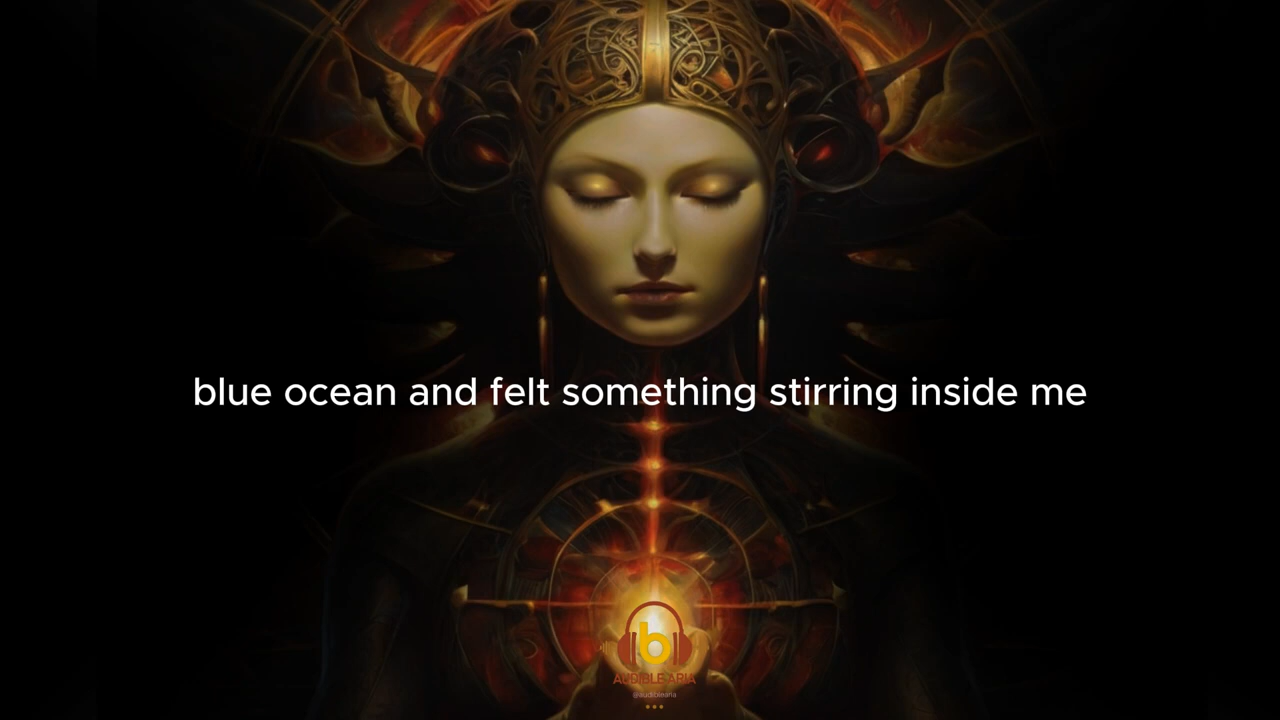 blue ocean and felt something stirring inside me
b
AUDIBLE ARIA
@audiblearia